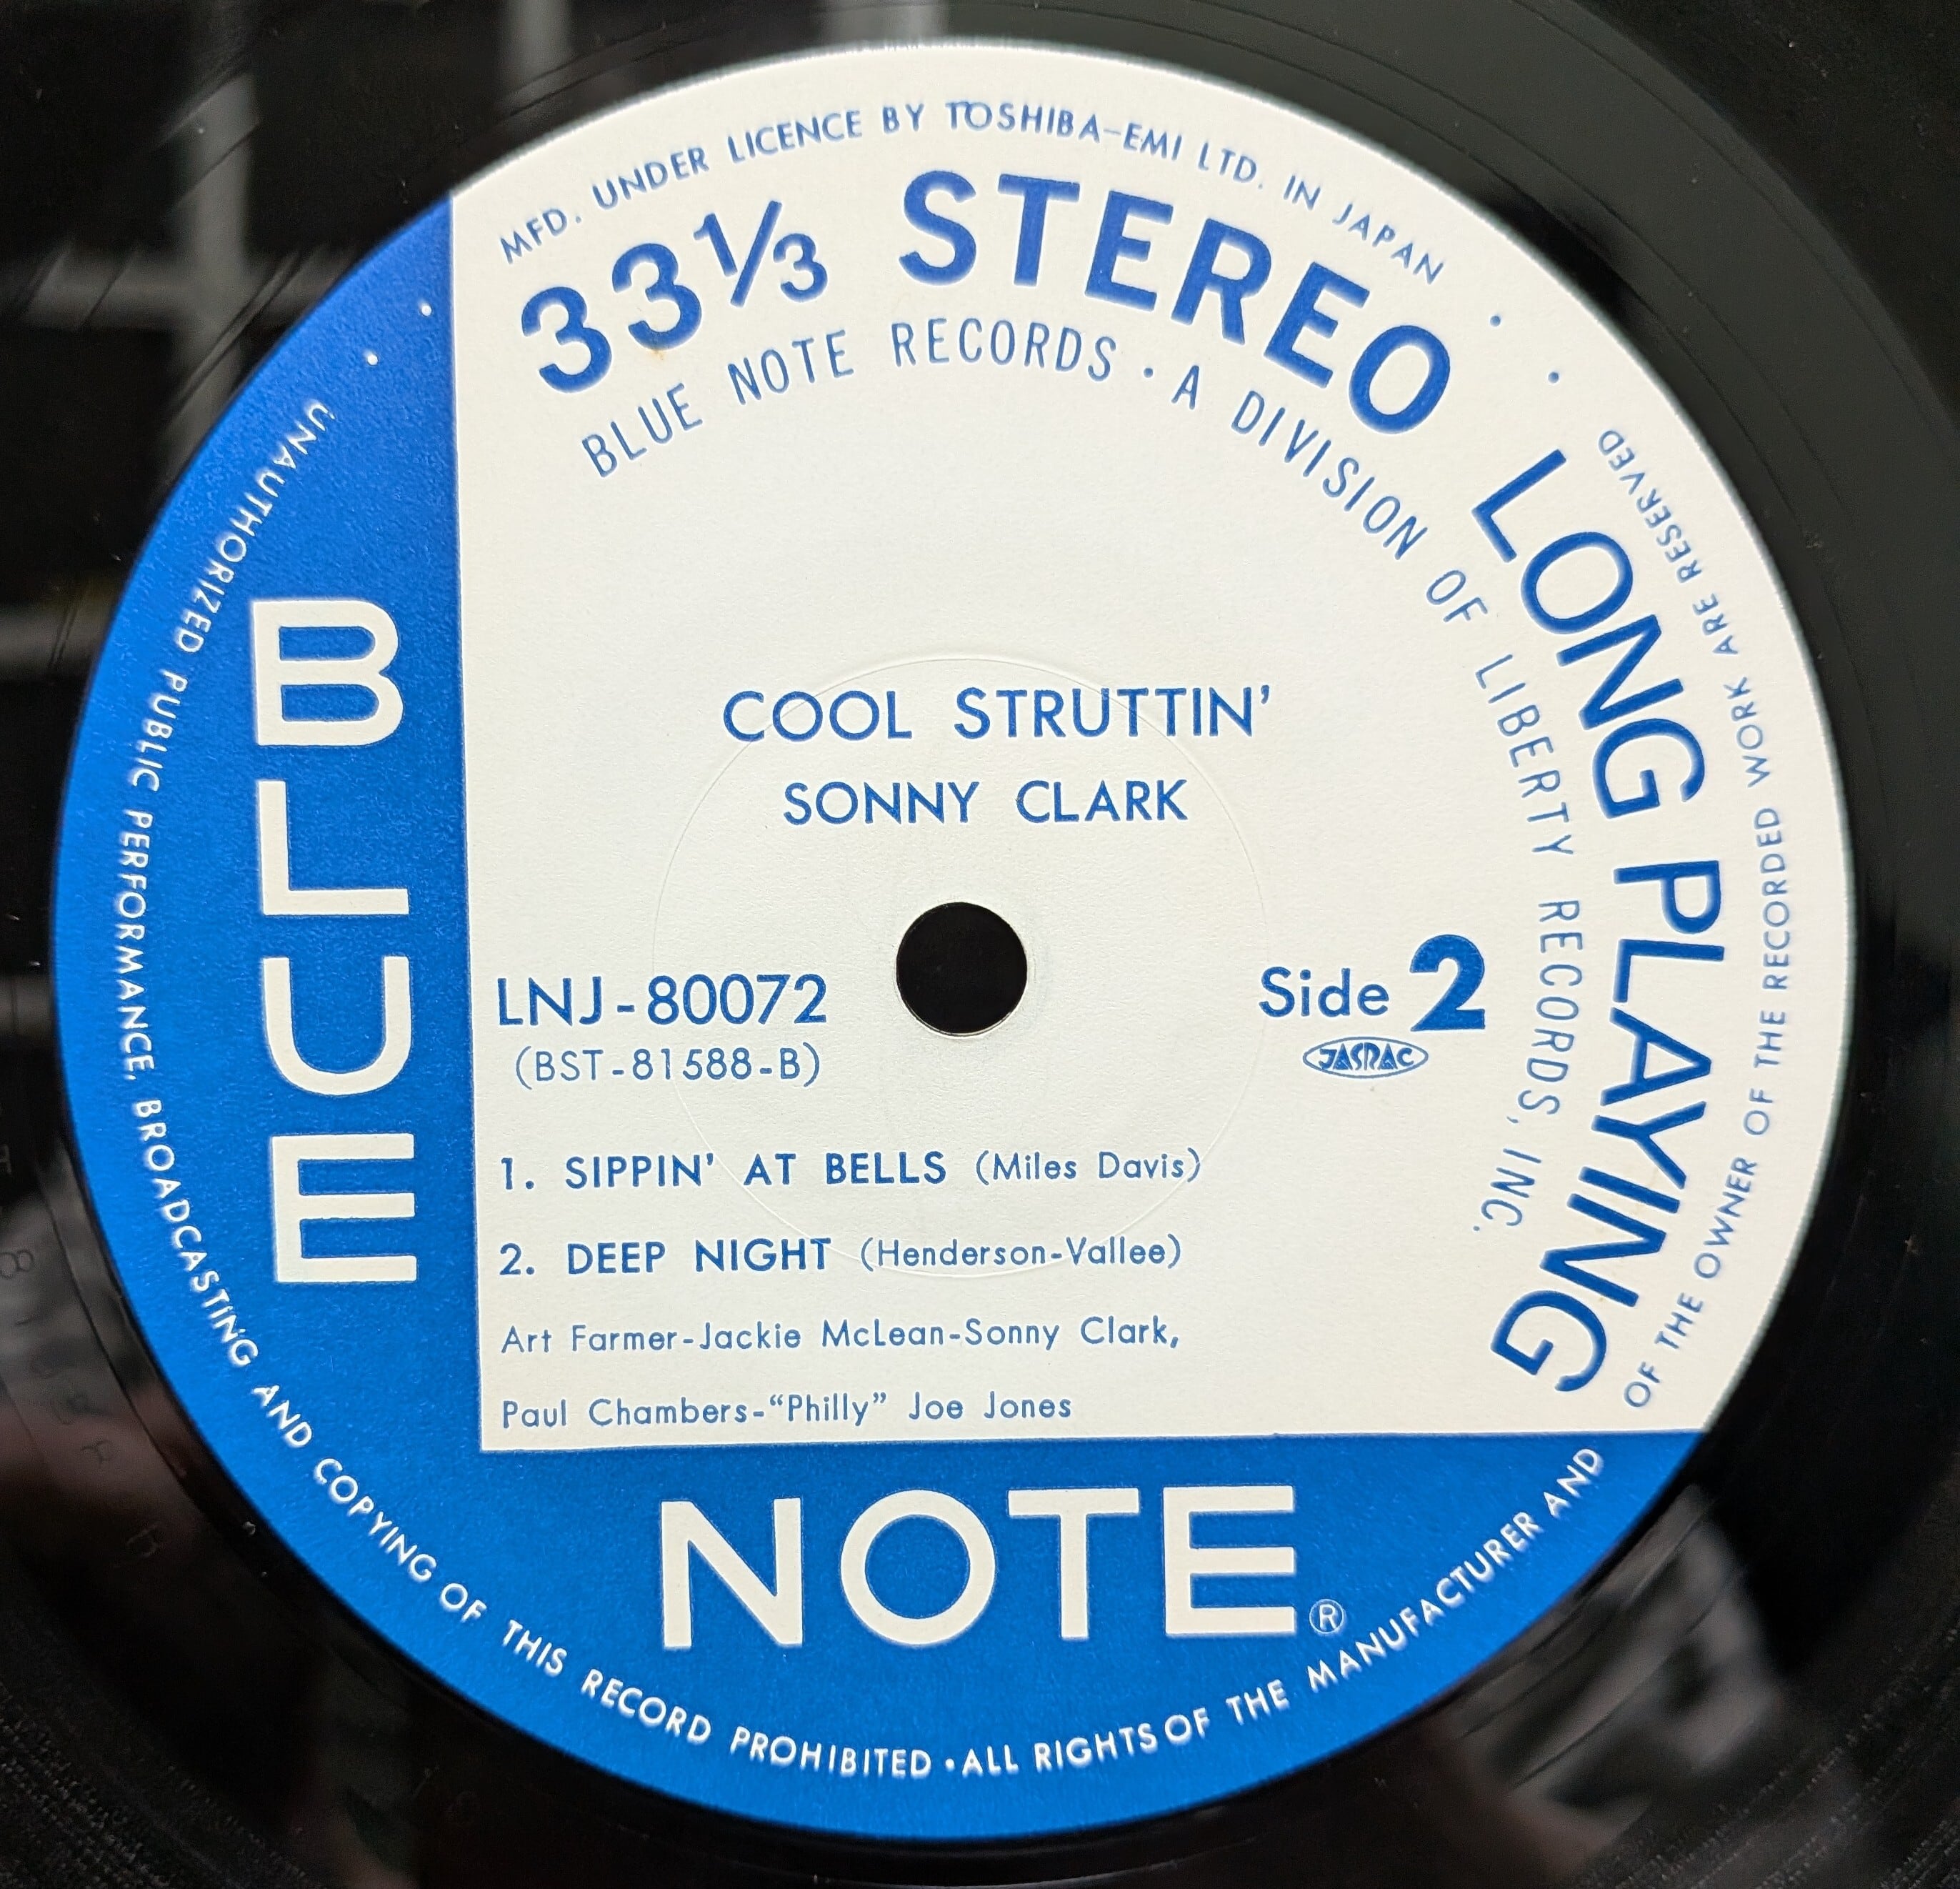 MFD. UNDER LICENCE BY TOSHIBA-EMI LTD. IN JAPAN
33⅓ STEREO LONG PLAYING
BLUE NOTE RECORDS · A DIVISION OF LIBERTY RECORDS, INC.
COOL STRUTTIN'
SONNY CLARK
LNJ-80072
(BST-81588-B)
Side 2
JASRAC
1. SIPPIN' AT BELLS (Miles Davis)
2. DEEP NIGHT (Henderson-Vallee)
Art Farmer-Jackie McLean-Sonny Clark,
Paul Chambers-“Philly” Joe Jones
BLUE
NOTE®
UNAUTHORIZED PUBLIC PERFORMANCE, BROADCASTING AND COPYING OF THIS RECORD PROHIBITED · ALL RIGHTS OF THE MANUFACTURER AND OF THE OWNER OF THE RECORDED WORK ARE RESERVED